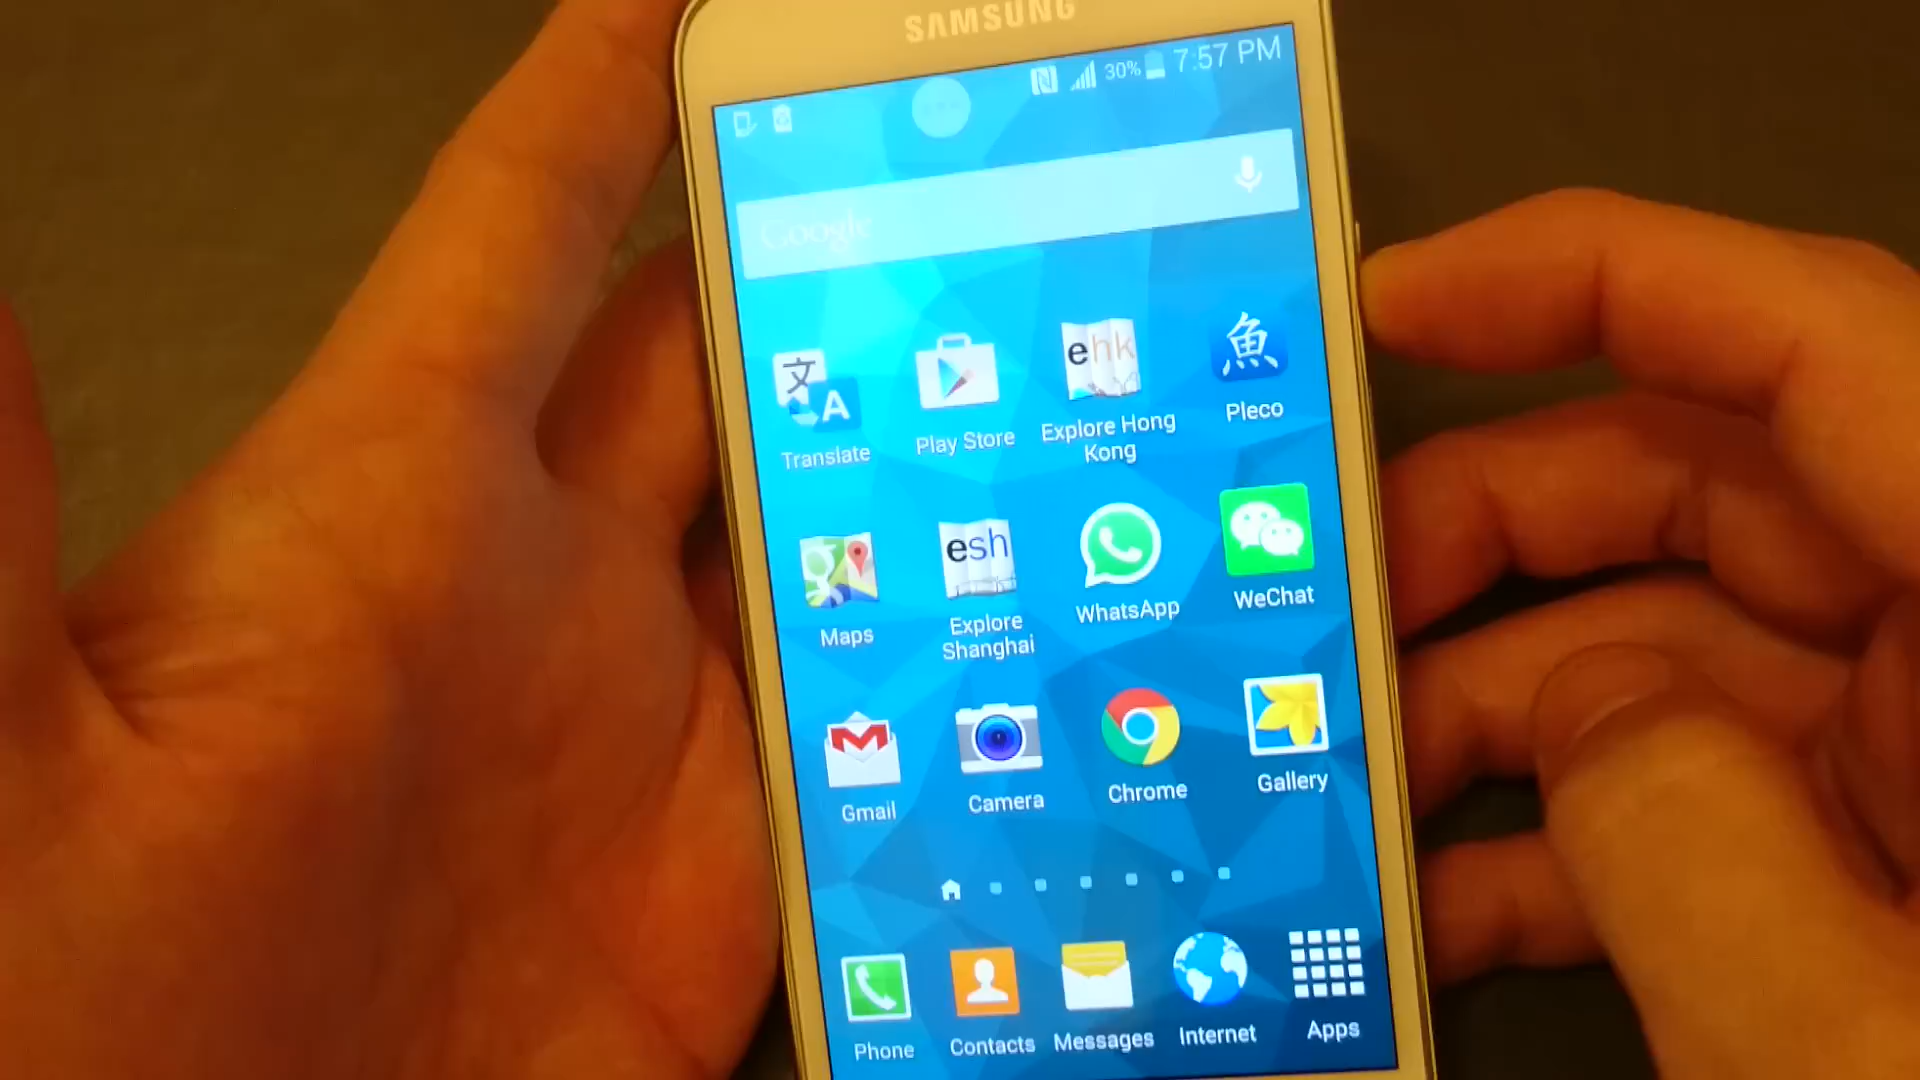 SAMSUNG
30% 7:57 PM
Google
文 A
ehk
魚
Translate
Play Store
Explore Hong
Kong
Pleco
g
esh
Maps
Explore
Shanghai
WhatsApp
WeChat
Gmail
Camera
Chrome
Gallery
Phone
Contacts
Messages
Internet
Apps